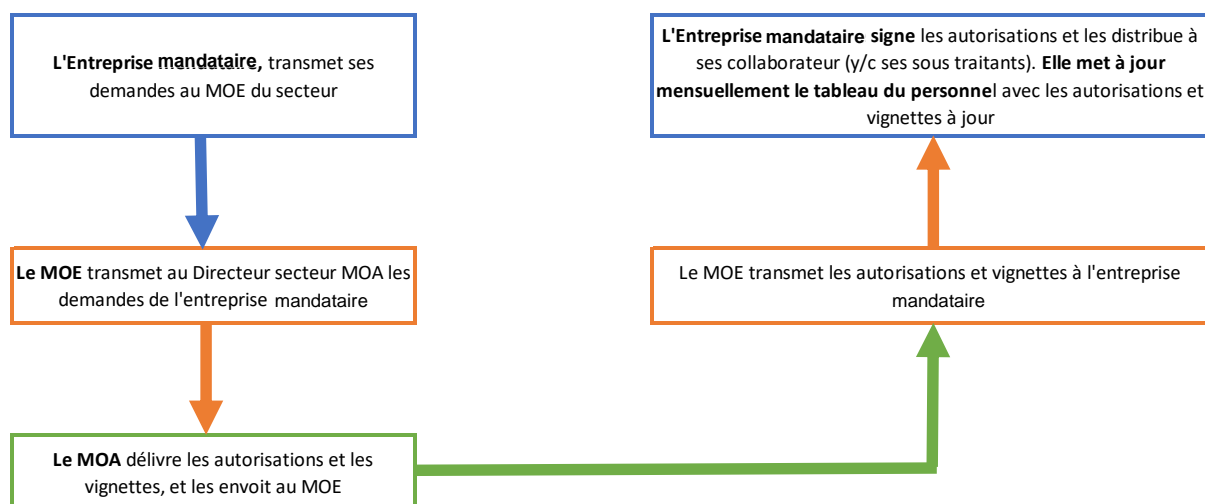 L'Entreprise mandataire, transmet ses
demandes au MOE du secteur
Le MOE transmet au Directeur secteur MOA les
demandes de l'entreprise mandataire
Le MOA délivre les autorisations et les
vignettes, et les envoit au MOE
Le MOE transmet les autorisations et vignettes à l'entreprise
mandataire
L'Entreprise mandataire signe les autorisations et les distribue à
ses collaborateur (y/c ses sous traitants). Elle met à jour
mensuellement le tableau du personnel avec les autorisations et
vignettes à jour